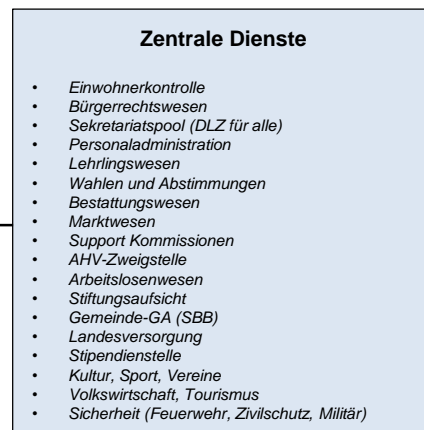 Zentrale Dienste
• Einwohnerkontrolle
• Bürgerrechtswesen
• Sekretariatspool (DLZ für alle)
• Personaladministration
• Lehrlingswesen
• Wahlen und Abstimmungen
• Bestattungswesen
• Marktwesen
• Support Kommissionen
• AHV-Zweigstelle
• Arbeitslosenwesen
• Stiftungsaufsicht
• Gemeinde-GA (SBB)
• Landesversorgung
• Stipendienstelle
• Kultur, Sport, Vereine
• Volkswirtschaft, Tourismus
• Sicherheit (Feuerwehr, Zivilschutz, Militär)